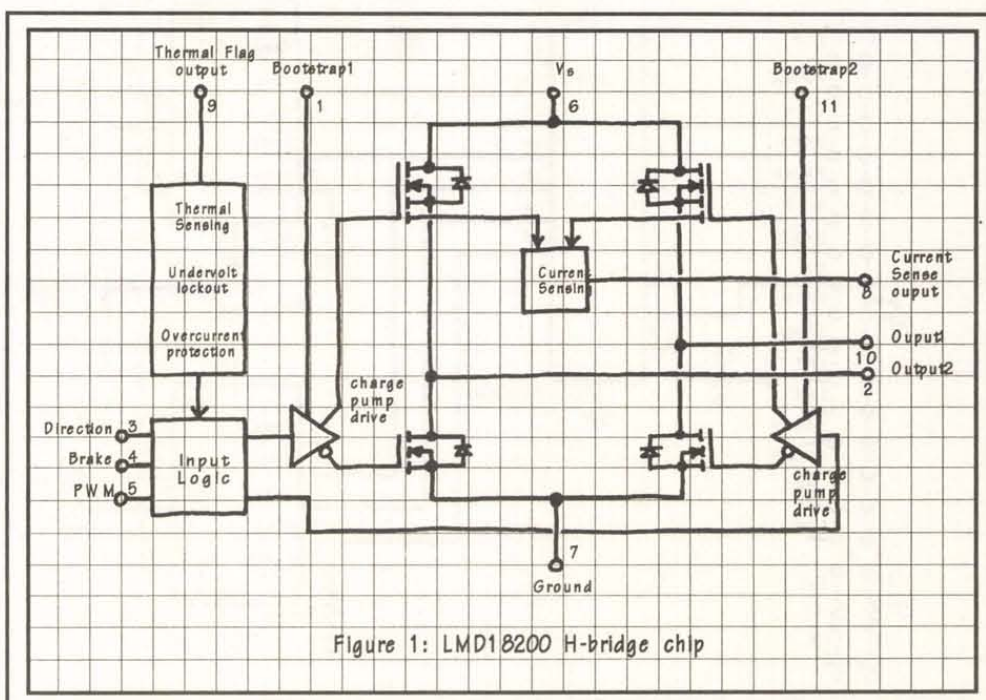 Thermal Flag
output
Bootstrap1
Vs
Bootstrap2
9
1
6
11
Thermal
Sensing
Undervolt
lockout
Overcurrent
protection
Current
Sensing
Current
Sense
ouput
8
Ouput1
10
Output2
2
charge
pump
drive
Direction
3
Brake
4
PWM
5
Input
Logic
charge
pump
drive
7
Ground
Figure 1: LMD18200 H-bridge chip